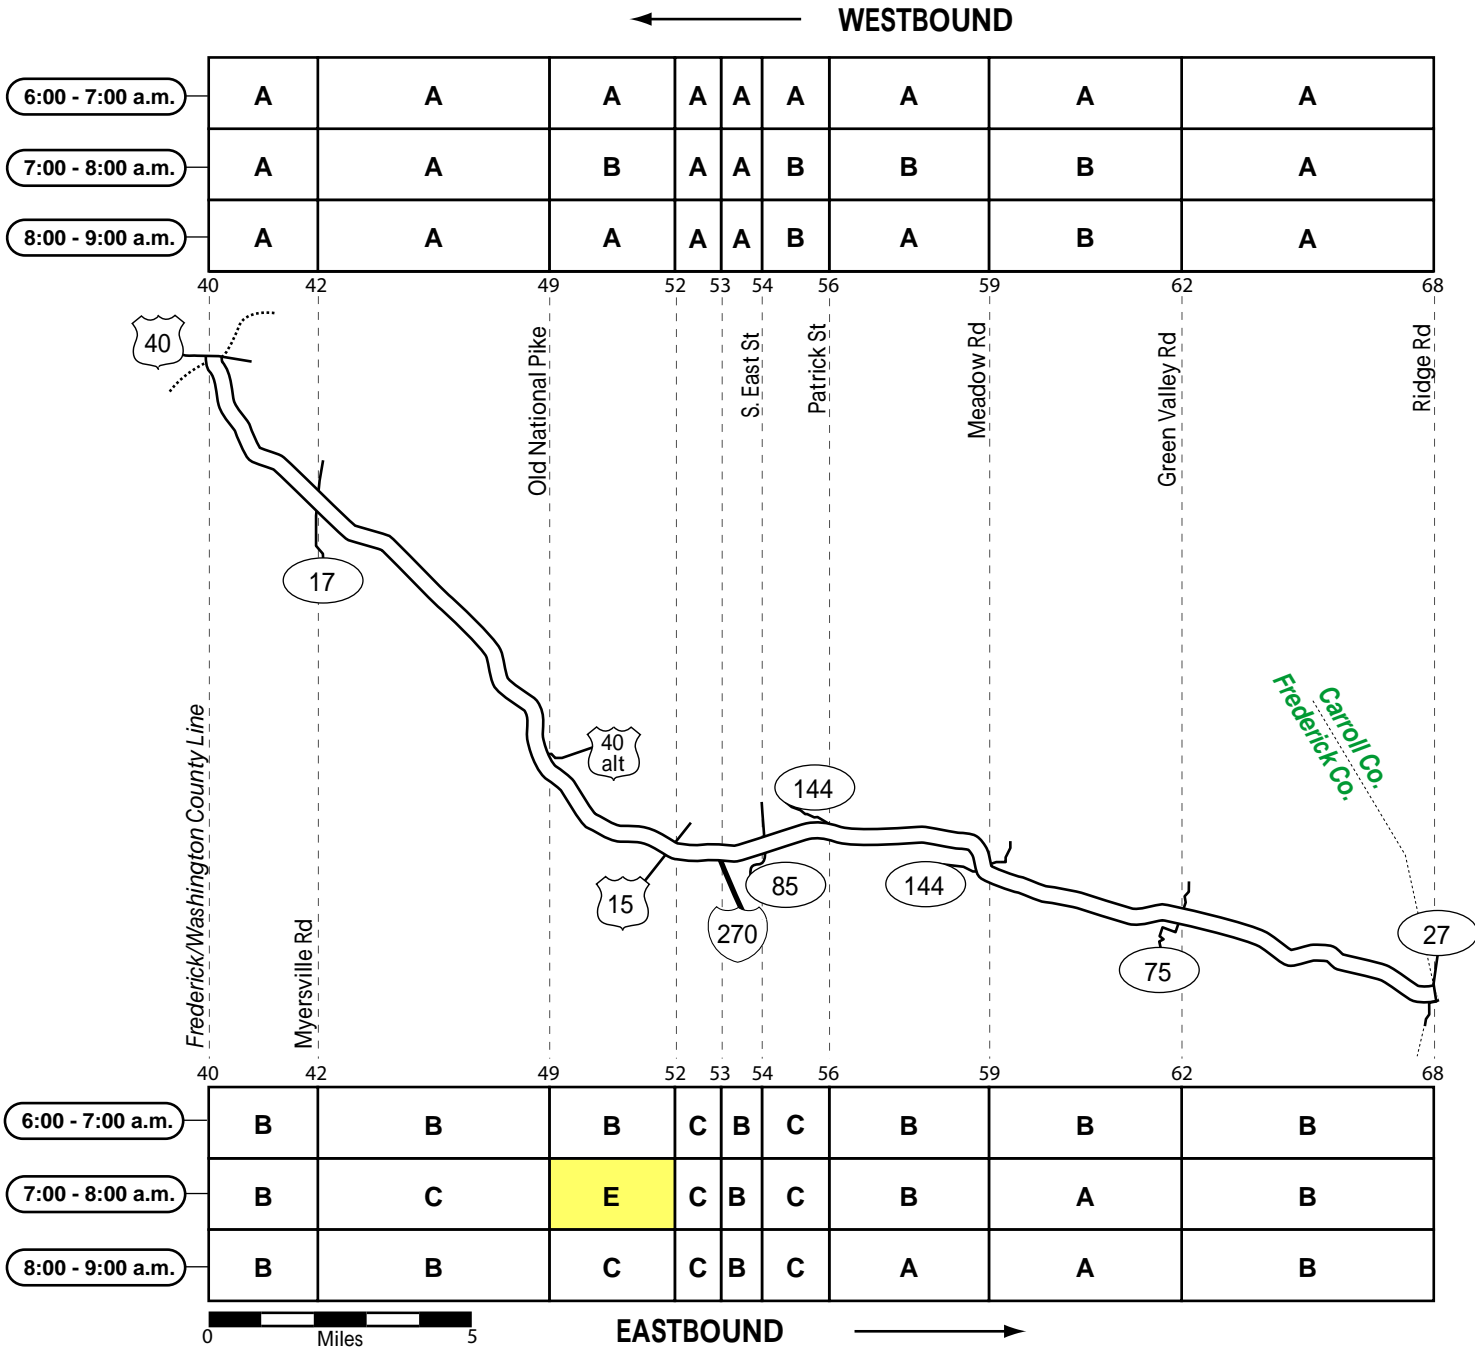 WESTBOUND
6:00 - 7:00 a.m. A A A A A A A A A
7:00 - 8:00 a.m. A A B A A B B B A
8:00 - 9:00 a.m. A A A A A B A B A
40 42 49 52 53 54 56 59 62 68
40
Old National Pike
S. East St
Patrick St
Meadow Rd
Green Valley Rd
Ridge Rd
17
Frederick/Washington County Line
Myersville Rd
40
alt
144
15
270
85
144
75
27
Carroll Co.
Frederick Co.
40 42 49 52 53 54 56 59 62 68
6:00 - 7:00 a.m. B B B C B C B B B
7:00 - 8:00 a.m. B C E C B C B A B
8:00 - 9:00 a.m. B B C C B C A A B
0 Miles 5
EASTBOUND